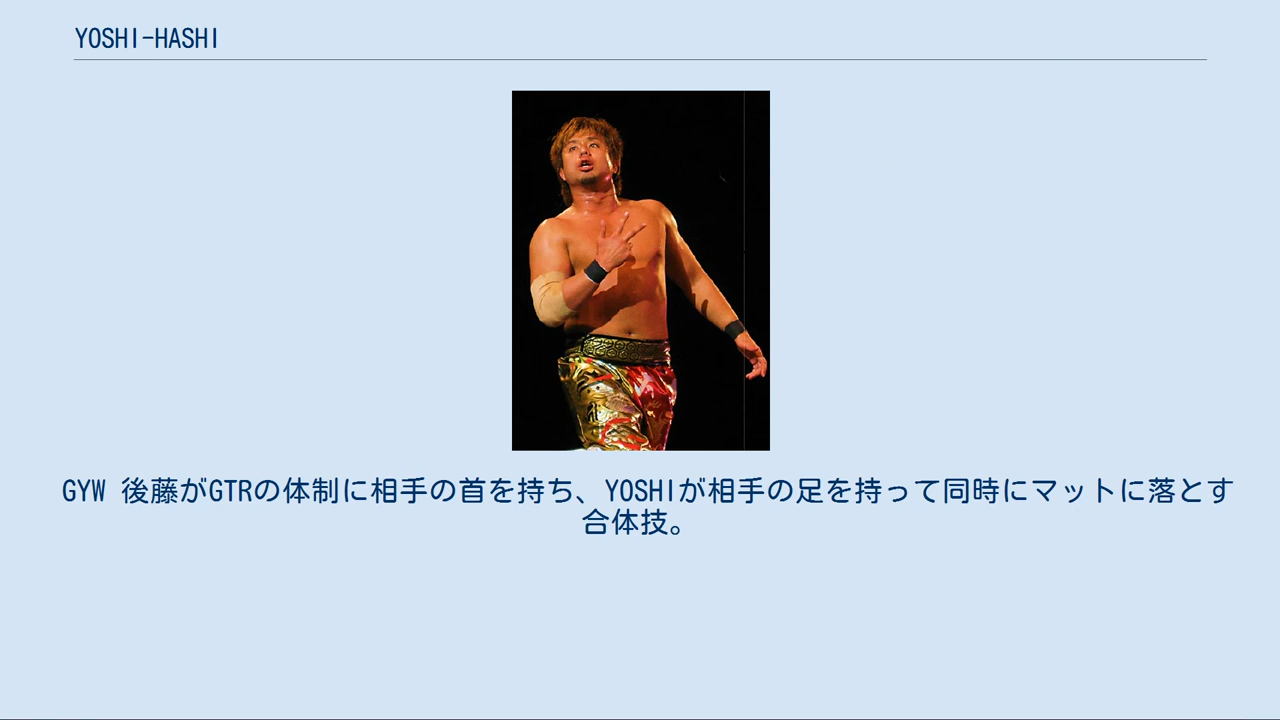 YOSHI-HASHI
GYW 後藤がGTRの体制に相手の首を持ち、YOSHIが相手の足を持って同時にマットに落とす
合体技。